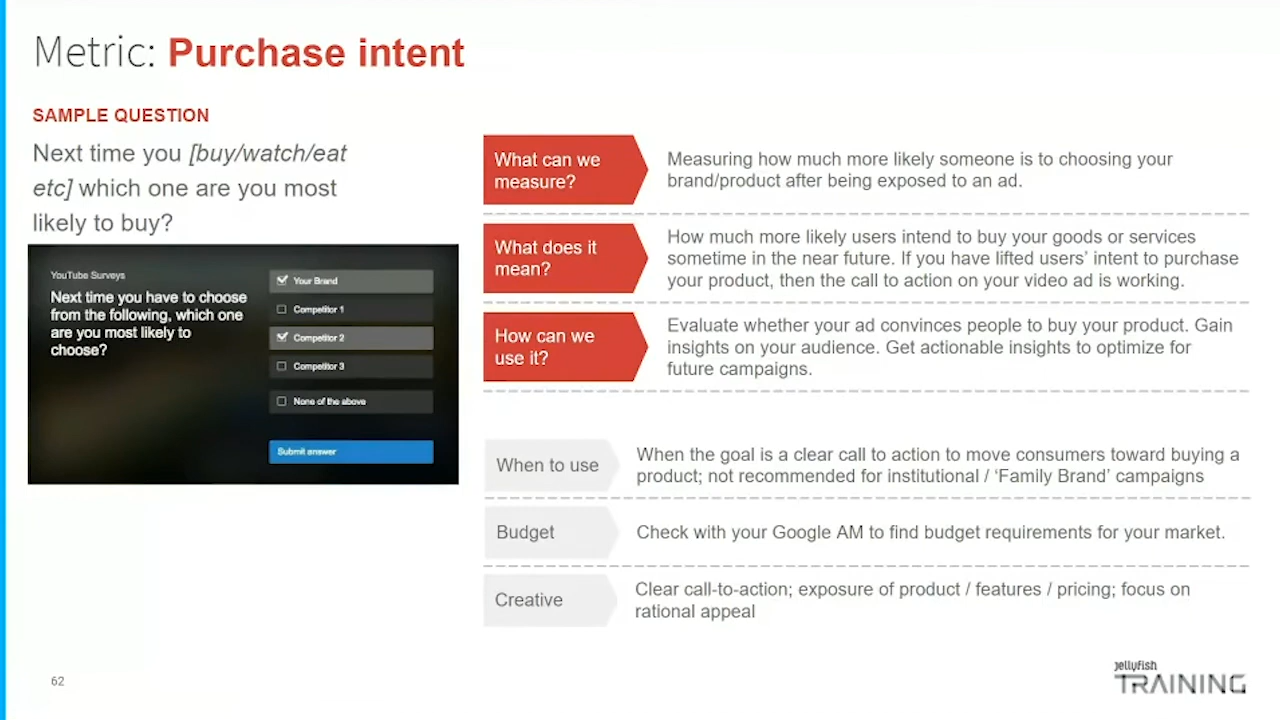 Metric: Purchase intent
SAMPLE QUESTION
Next time you [buy/watch/eat
etc] which one are you most
likely to buy?
YouTube Surveys
Next time you have to choose
from the following, which one
are you most likely to
choose?
Your Brand
Competitor 1
Competitor 2
Competitor 3
None of the above
Submit answer
What can we
measure?
Measuring how much more likely someone is to choosing your
brand/product after being exposed to an ad.
What does it
mean?
How much more likely users intend to buy your goods or services
sometime in the near future. If you have lifted users’ intent to purchase
your product, then the call to action on your video ad is working.
How can we
use it?
Evaluate whether your ad convinces people to buy your product. Gain
insights on your audience. Get actionable insights to optimize for
future campaigns.
When to use
When the goal is a clear call to action to move consumers toward buying a
product; not recommended for institutional / ‘Family Brand’ campaigns
Budget
Check with your Google AM to find budget requirements for your market.
Creative
Clear call-to-action; exposure of product / features / pricing; focus on
rational appeal
62
jellyfish
TRAINING